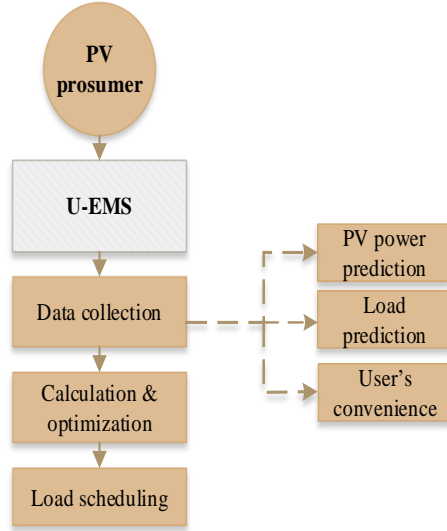 PV
prosumer
U-EMS
Data collection
Calculation &
optimization
Load scheduling
PV power
prediction
Load
prediction
User's
convenience